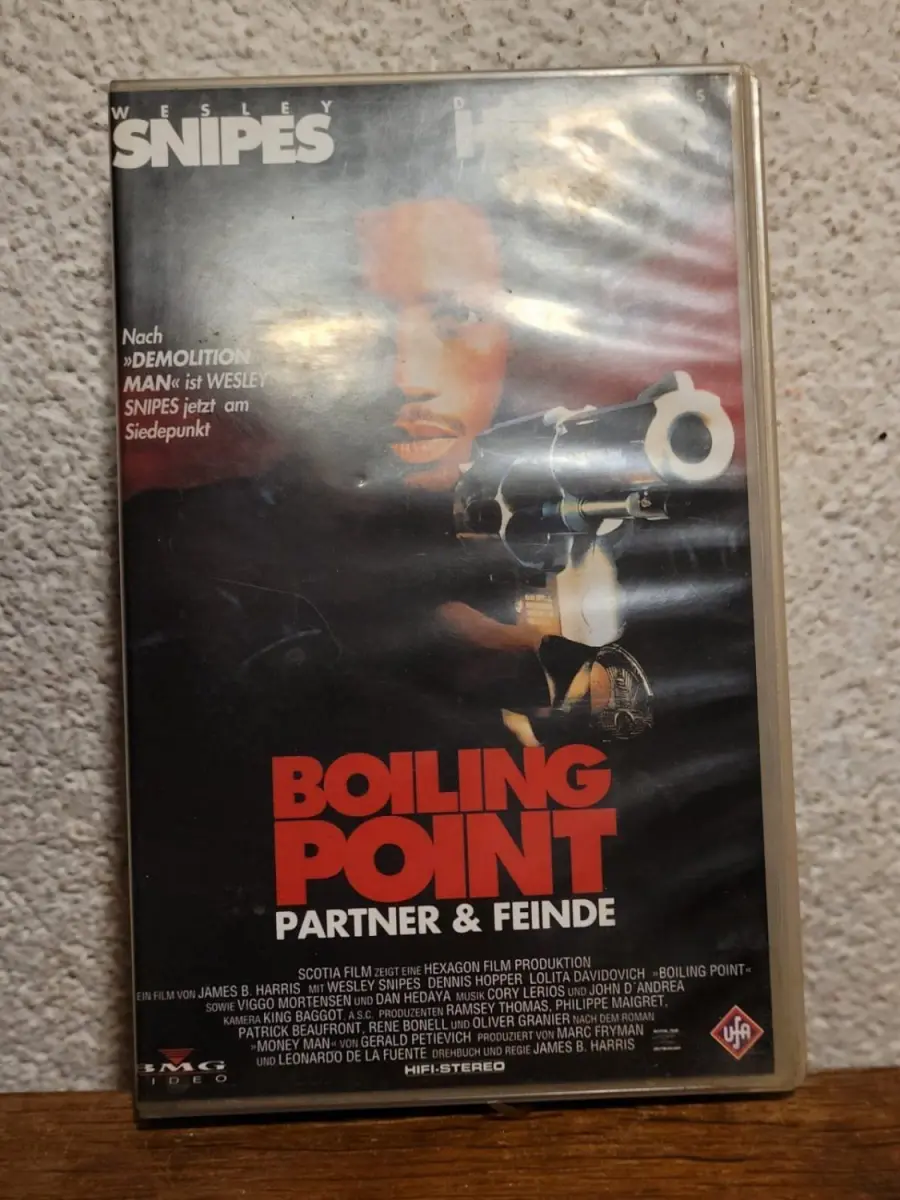 WESLEY
SNIPES
Nach
»DEMOLITION
MAN« ist WESLEY
SNIPES jetzt am
Siedepunkt
BOILING
POINT
PARTNER & FEINDE
SCOTIA FILM ZEIGT EINE HEXAGON FILM PRODUKTION
EIN FILM VON JAMES B. HARRIS MIT WESLEY SNIPES DENNIS HOPPER LOLITA DAVIDOVICH »BOILING POINT«
SOWIE VIGGO MORTENSEN UND DAN HEDAYA MUSIK CORY LERIOS UND JOHN D'ANDREA
KAMERA KING BAGGOT, A.S.C. PRODUZENTEN RAMSEY THOMAS, PHILIPPE MAIGRET,
PATRICK BEAUFRONT, RENE BONELL UND OLIVER GRANIER NACH DEM ROMAN
»MONEY MAN« VON GERALD PETIEVICH PRODUZIERT VON MARC FRYMAN
UND LEONARDO DE LA FUENTE DREHBUCH UND REGIE JAMES B. HARRIS
HIFI-STEREO
BMG
VIDEO
UFA